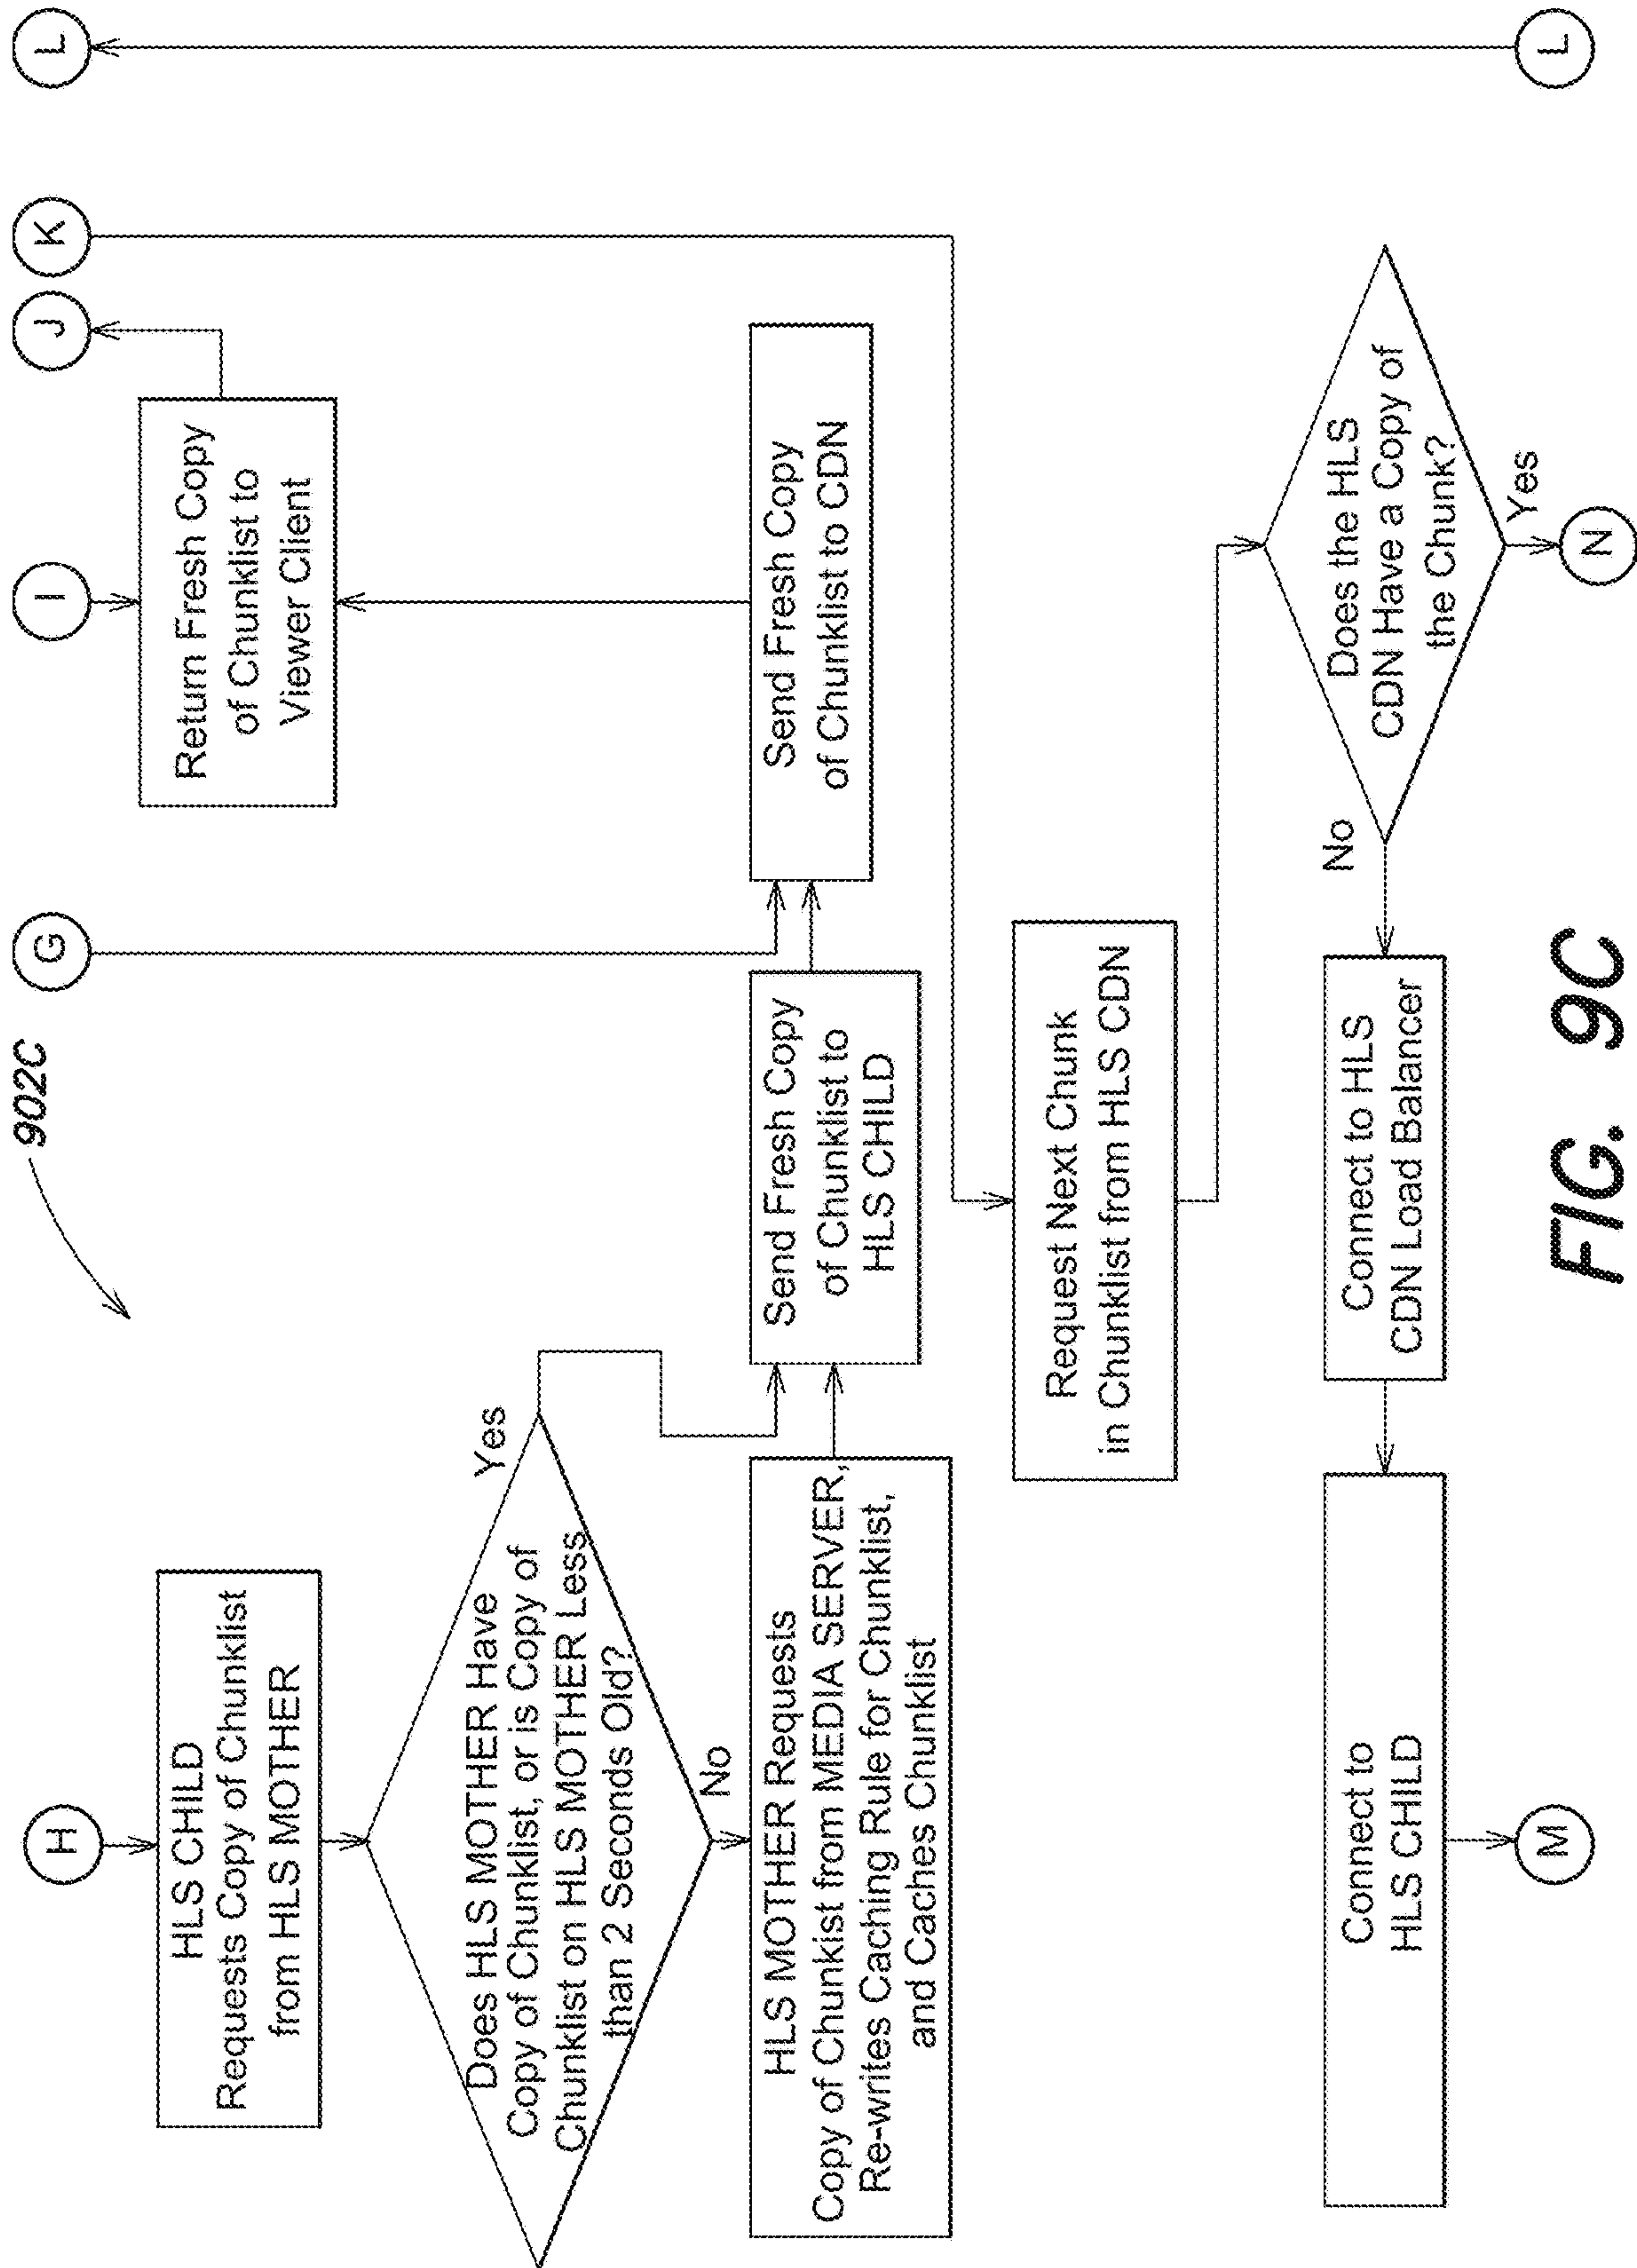 902C
H
G
I
J
K
L
HLS CHILD
Requests Copy of Chunklist
from HLS MOTHER
Return Fresh Copy
of Chunklist to
Viewer Client
Does HLS MOTHER Have
Copy of Chunklist, or is Copy of
Chunklist on HLS MOTHER Less
than 2 Seconds Old?
Yes
No
HLS MOTHER Requests
Copy of Chunkist from MEDIA SERVER,
Re-writes Caching Rule for Chunklist,
and Caches Chunklist
Send Fresh Copy
of Chunklist to
HLS CHILD
Send Fresh Copy
of Chunklist to CDN
Request Next Chunk
in Chunklist from HLS CDN
Does the HLS
CDN Have a Copy of
the Chunk?
No
Yes
Connect to HLS
CDN Load Balancer
Connect to
HLS CHILD
M
N
L
FIG. 9C